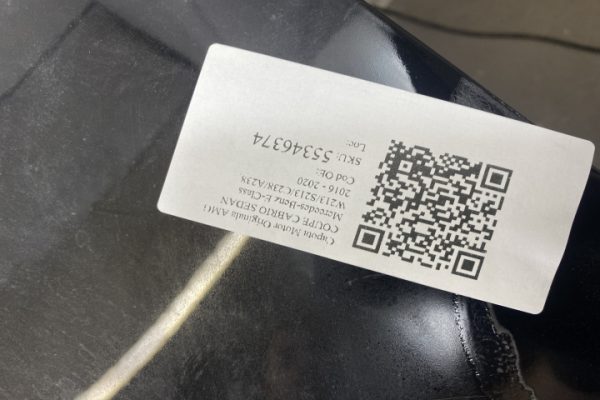 Capota Motor Originala AMG
COUPE CABRIO SEDAN
Mercedes-Benz E-Class
W213/S213/C238/A238
2016 - 2020
Cod OE:
SKU: 55346374
Loc: